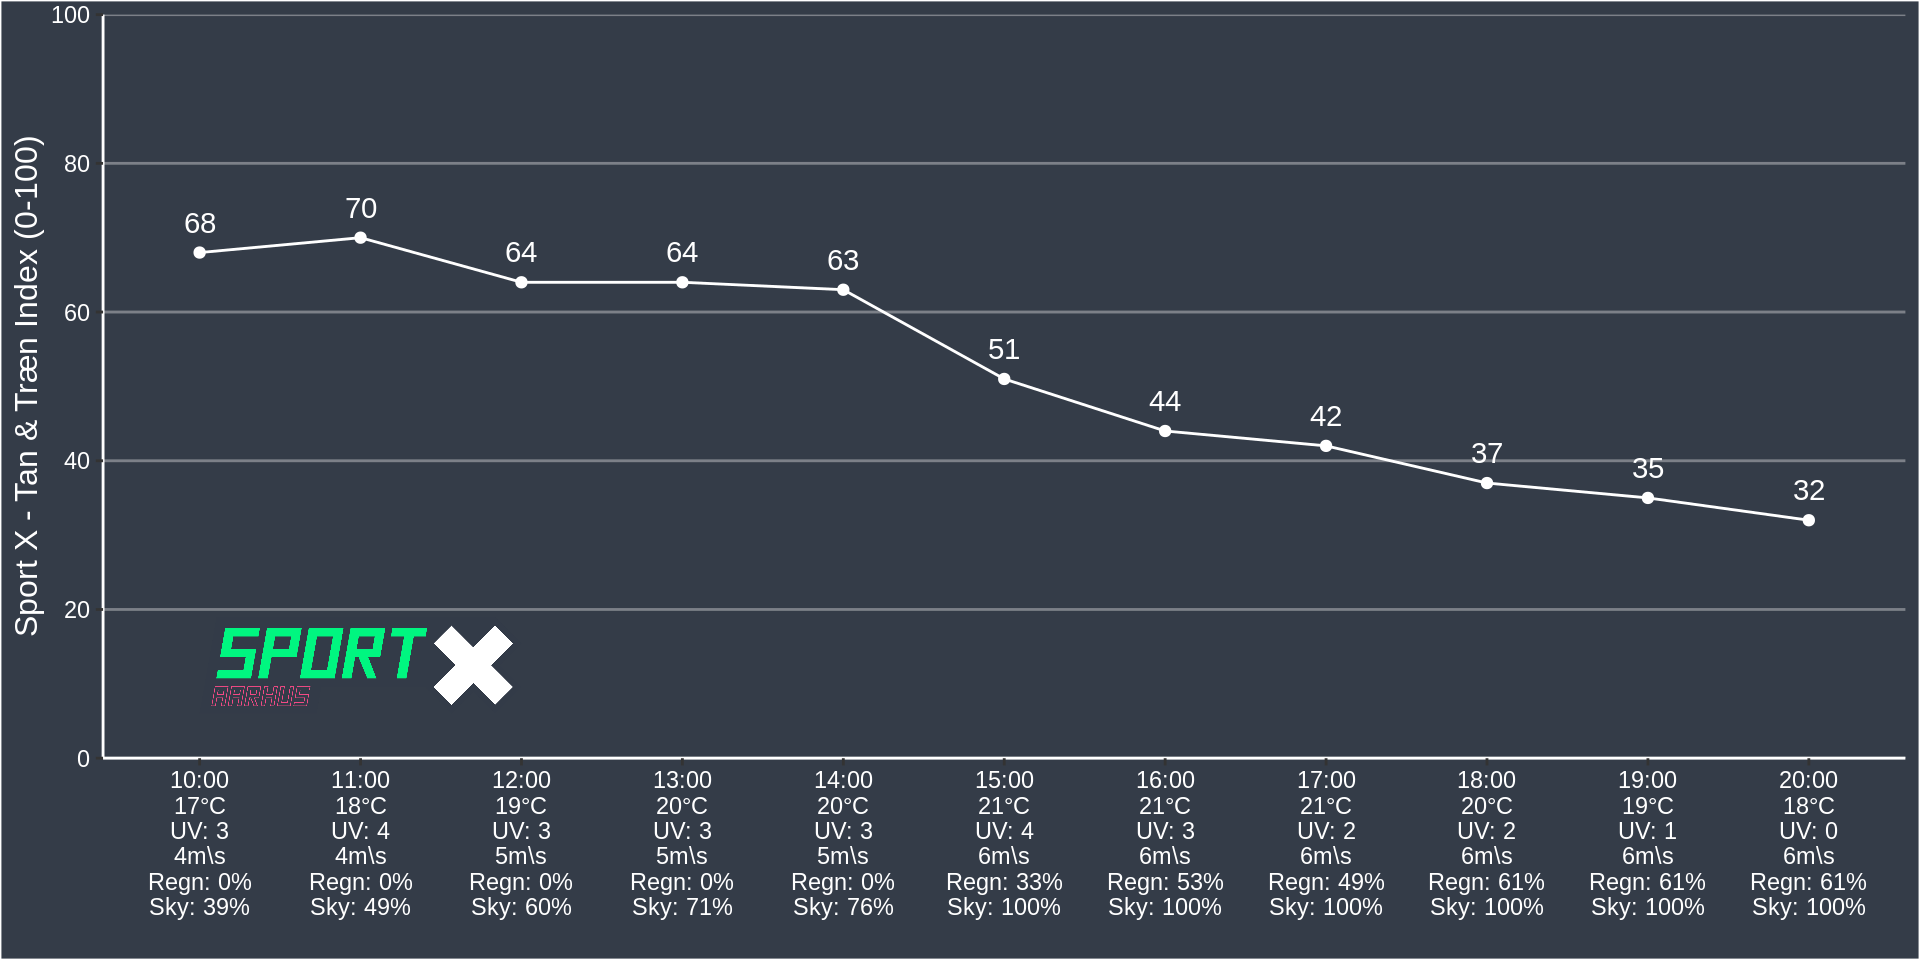 Sport X - Tan & Træn Index (0-100)
100
80
60
40
20
0
68
70
64
64
63
51
44
42
37
35
32
SPORT X
AARHUS
10:00 11:00 12:00 13:00 14:00 15:00 16:00 17:00 18:00 19:00 20:00
17°C 18°C 19°C 20°C 20°C 21°C 21°C 21°C 20°C 19°C 18°C
UV: 3 UV: 4 UV: 3 UV: 3 UV: 3 UV: 4 UV: 3 UV: 2 UV: 2 UV: 1 UV: 0
4m\s 4m\s 5m\s 5m\s 5m\s 6m\s 6m\s 6m\s 6m\s 6m\s 6m\s
Regn: 0% Regn: 0% Regn: 0% Regn: 0% Regn: 0% Regn: 33% Regn: 53% Regn: 49% Regn: 61% Regn: 61% Regn: 61%
Sky: 39% Sky: 49% Sky: 60% Sky: 71% Sky: 76% Sky: 100% Sky: 100% Sky: 100% Sky: 100% Sky: 100% Sky: 100%